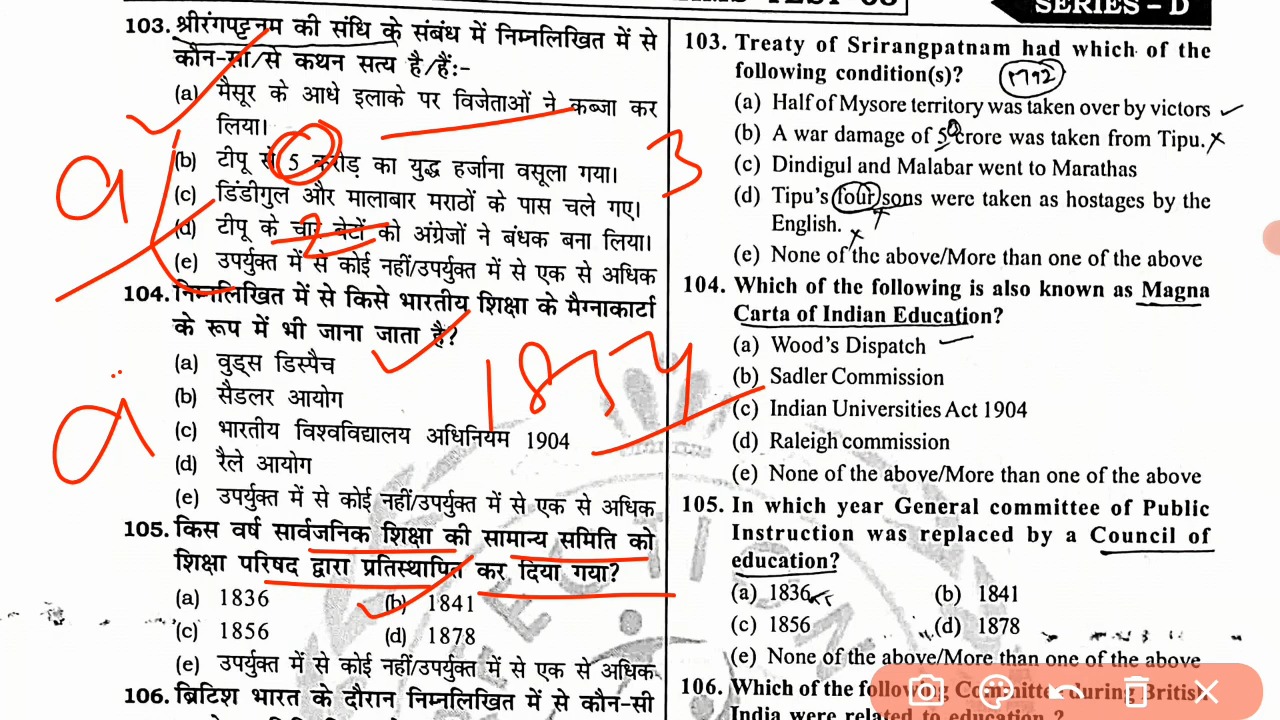 SERIES – D
103. श्रीरंगपट्टनम की संधि के संबंध में निम्नलिखित में से
कौन-सा/से कथन सत्य है/हैं:-
(a) मैसूर के आधे इलाके पर विजेताओं ने कब्जा कर
लिया।
(b) टीपू से 5 करोड़ का युद्ध हर्जाना वसूला गया।
(c) डिंडीगुल और मालाबार मराठों के पास चले गए।
(d) टीपू के चार बेटों को अंग्रेजों ने बंधक बना लिया।
(e) उपर्युक्त में से कोई नहीं/उपर्युक्त में से एक से अधिक
a
3
2
104. निम्नलिखित में से किसे भारतीय शिक्षा के मैग्नाकार्टा
के रूप में भी जाना जाता है?
(a) वुड्स डिस्पैच
(b) सैडलर आयोग
(c) भारतीय विश्वविद्यालय अधिनियम 1904
(d) रैले आयोग
(e) उपर्युक्त में से कोई नहीं/उपर्युक्त में से एक से अधिक
a
1854
105. किस वर्ष सार्वजनिक शिक्षा की सामान्य समिति को
शिक्षा परिषद द्वारा प्रतिस्थापित कर दिया गया?
(a) 1836 (b) 1841
(c) 1856 (d) 1878
(e) उपर्युक्त में से कोई नहीं/उपर्युक्त में से एक से अधिक
106. ब्रिटिश भारत के दौरान निम्नलिखित में से कौन-सी
103. Treaty of Srirangpatnam had which of the
following condition(s)? 1792
(a) Half of Mysore territory was taken over by victors
(b) A war damage of 5 crore was taken from Tipu.
(c) Dindigul and Malabar went to Marathas
(d) Tipu's four sons were taken as hostages by the
English.
(e) None of the above/More than one of the above
104. Which of the following is also known as Magna
Carta of Indian Education?
(a) Wood's Dispatch
(b) Sadler Commission
(c) Indian Universities Act 1904
(d) Raleigh commission
(e) None of the above/More than one of the above
105. In which year General committee of Public
Instruction was replaced by a Council of
education?
(a) 1836 (b) 1841
(c) 1856 (d) 1878
(e) None of the above/More than one of the above
106. Which of the following Committee during British
India were related to education ?